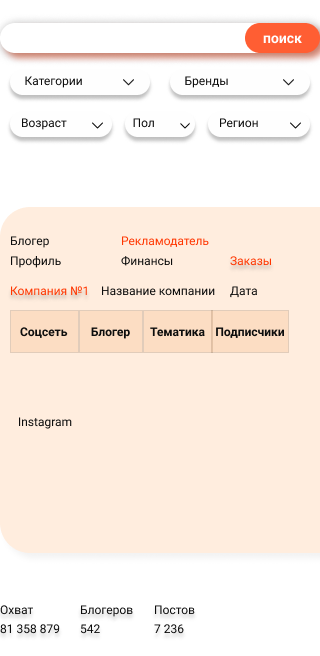 поиск
Категории Бренды
Возраст Пол Регион
Блогер Рекламодатель
Профиль Финансы Заказы
Компания №1 Название компании Дата
Соцсеть Блогер Тематика Подписчики
Instagram
Охват Блогеров Постов
81 358 879 542 7 236